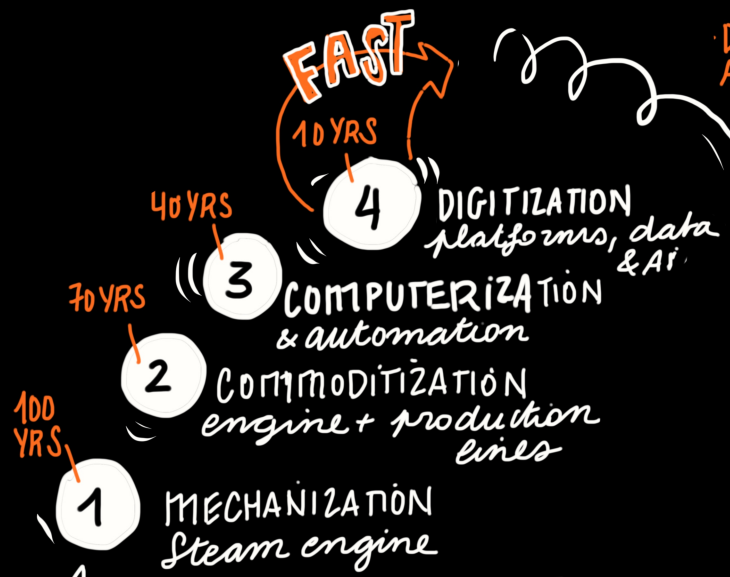 FAST
10 YRS
4
DIGITIZATION
platforms, data
& AI
40 YRS
3
COMPUTERIZATION
& automation
70 YRS
2
COMMODITIZATION
engine + production
lines
100
YRS
1
MECHANIZATION
Steam engine